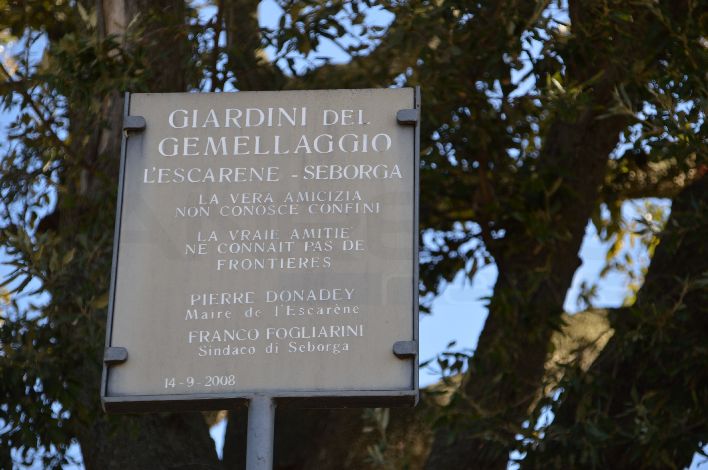 GIARDINI DEL
GEMELLAGGIO
L'ESCARENE - SEBORGA
LA VERA AMICIZIA
NON CONOSCE CONFINI
LA VRAIE AMITIÉ
NE CONNAIT PAS DE
FRONTIERES
PIERRE DONADEY
Maire de l'Escarène
FRANCO FOGLIARINI
Sindaco di Seborga
14-9-2008